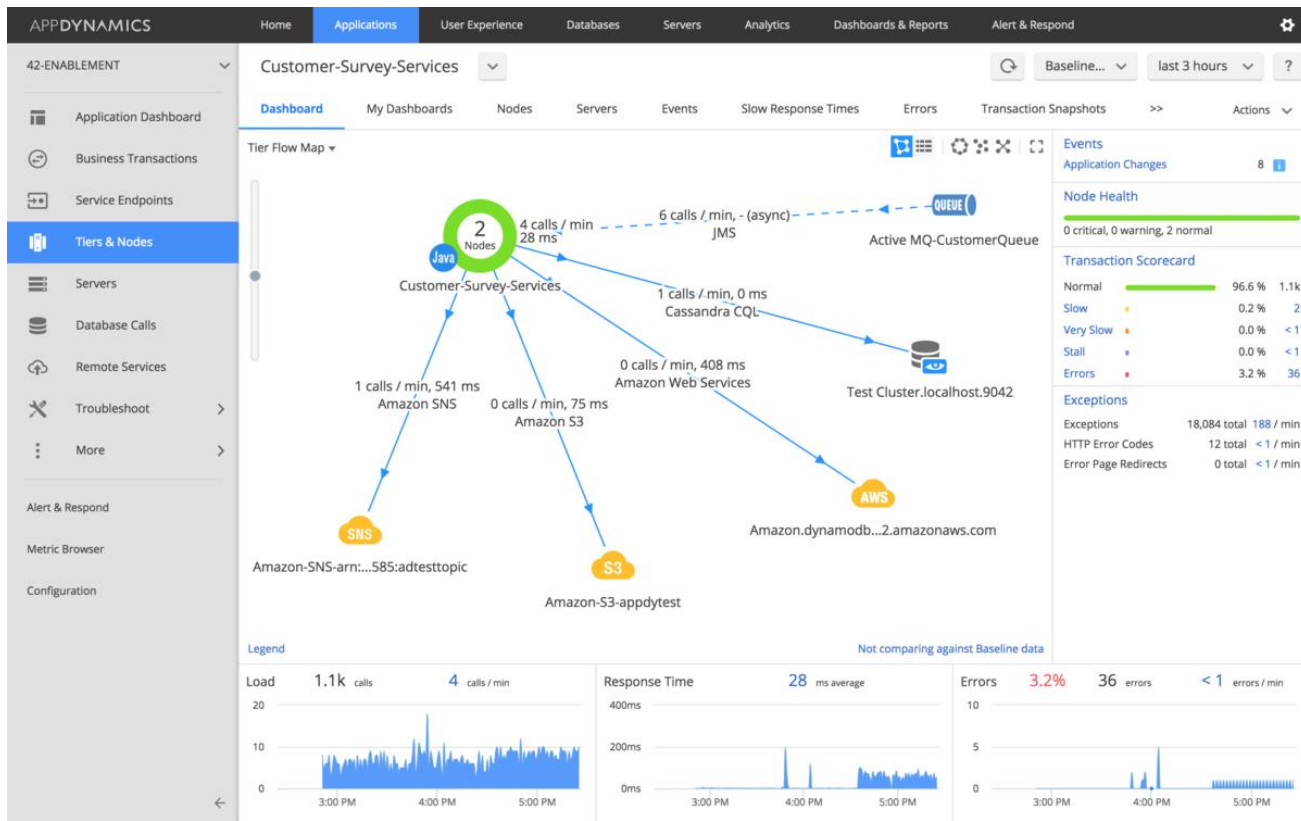 APPDYNAMICS
Home Applications User Experience Databases Servers Analytics Dashboards & Reports Alert & Respond
42-ENABLEMENT
Application Dashboard
Business Transactions
Service Endpoints
Tiers & Nodes
Servers
Database Calls
Remote Services
Troubleshoot
More
Alert & Respond
Metric Browser
Configuration
Customer-Survey-Services
Baseline... last 3 hours ?
Dashboard My Dashboards Nodes Servers Events Slow Response Times Errors Transaction Snapshots >> Actions
Tier Flow Map
2
Nodes
Java
Customer-Survey-Services
4 calls / min
28 ms
6 calls / min, - (async)
JMS
QUEUE
Active MQ-CustomerQueue
1 calls / min, 0 ms
Cassandra CQL
Test Cluster.localhost.9042
0 calls / min, 408 ms
Amazon Web Services
AWS
Amazon.dynamodb...2.amazonaws.com
1 calls / min, 541 ms
Amazon SNS
SNS
Amazon-SNS-arn:...585:adtesttopic
0 calls / min, 75 ms
Amazon S3
S3
Amazon-S3-appdytest
Legend
Not comparing against Baseline data
Events
Application Changes 8 i
Node Health
0 critical, 0 warning, 2 normal
Transaction Scorecard
Normal 96.6 % 1.1k
Slow 0.2 % 2
Very Slow 0.0 % < 1
Stall 0.0 % < 1
Errors 3.2 % 36
Exceptions
Exceptions 18,084 total 188 / min
HTTP Error Codes 12 total < 1 / min
Error Page Redirects 0 total < 1 / min
Load 1.1k calls 4 calls / min
20
10
0
3:00 PM 4:00 PM 5:00 PM
Response Time 28 ms average
400ms
200ms
0ms
3:00 PM 4:00 PM 5:00 PM
Errors 3.2% 36 errors < 1 errors / min
10
5
0
3:00 PM 4:00 PM 5:00 PM